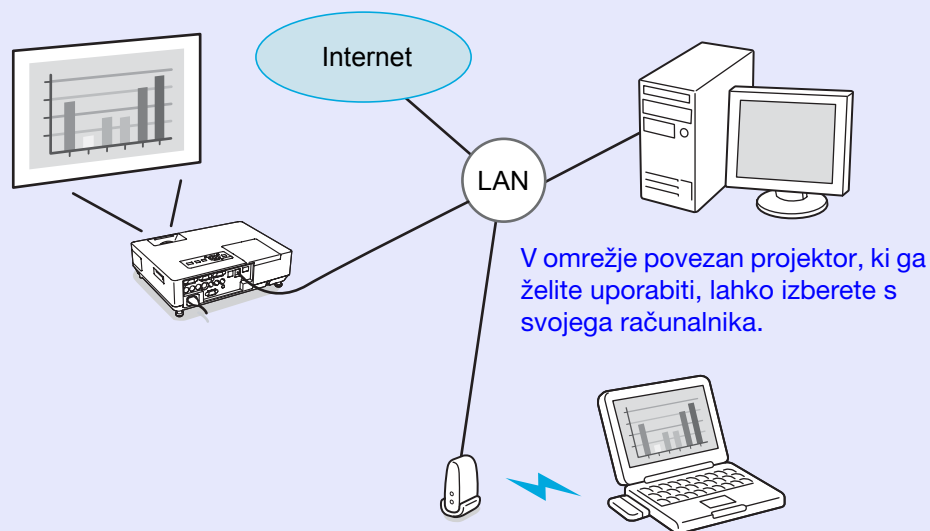 Internet
LAN
V omrežje povezan projektor, ki ga
želite uporabiti, lahko izberete s
svojega računalnika.